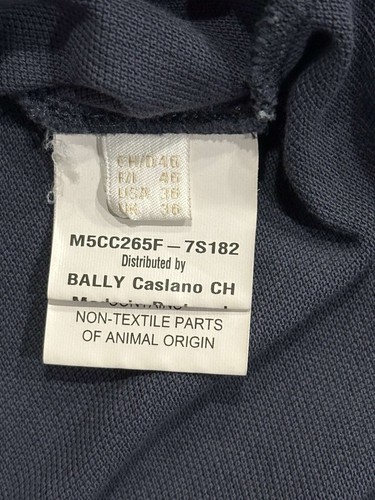 CH/D 46
F/I 46
USA 36
UK 36
M5CC265F-7S182
Distributed by
BALLY Caslano CH
NON-TEXTILE PARTS
OF ANIMAL ORIGIN